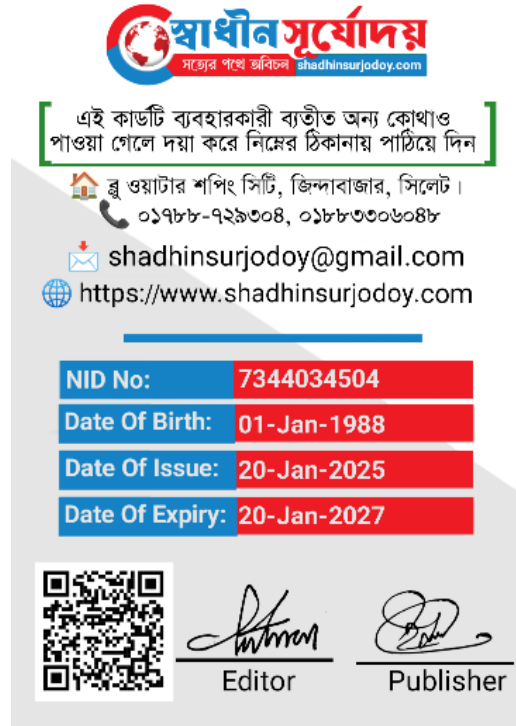 স্বাধীন সূর্যোদয়
সত্যের পথে অবিচল shadhinsurjodoy.com
এই কার্ডটি ব্যবহারকারী ব্যতীত অন্য কোথাও
পাওয়া গেলে দয়া করে নিম্নের ঠিকানায় পাঠিয়ে দিন
ব্লু ওয়াটার শপিং সিটি, জিন্দাবাজার, সিলেট।
০১৭৮৮-৭২৯৩০৪, ০১৮৮৩৩০৬০৪৮
shadhinsurjodoy@gmail.com
https://www.shadhinsurjodoy.com
NID No: 7344034504
Date Of Birth: 01-Jan-1988
Date Of Issue: 20-Jan-2025
Date Of Expiry: 20-Jan-2027
Editor Publisher